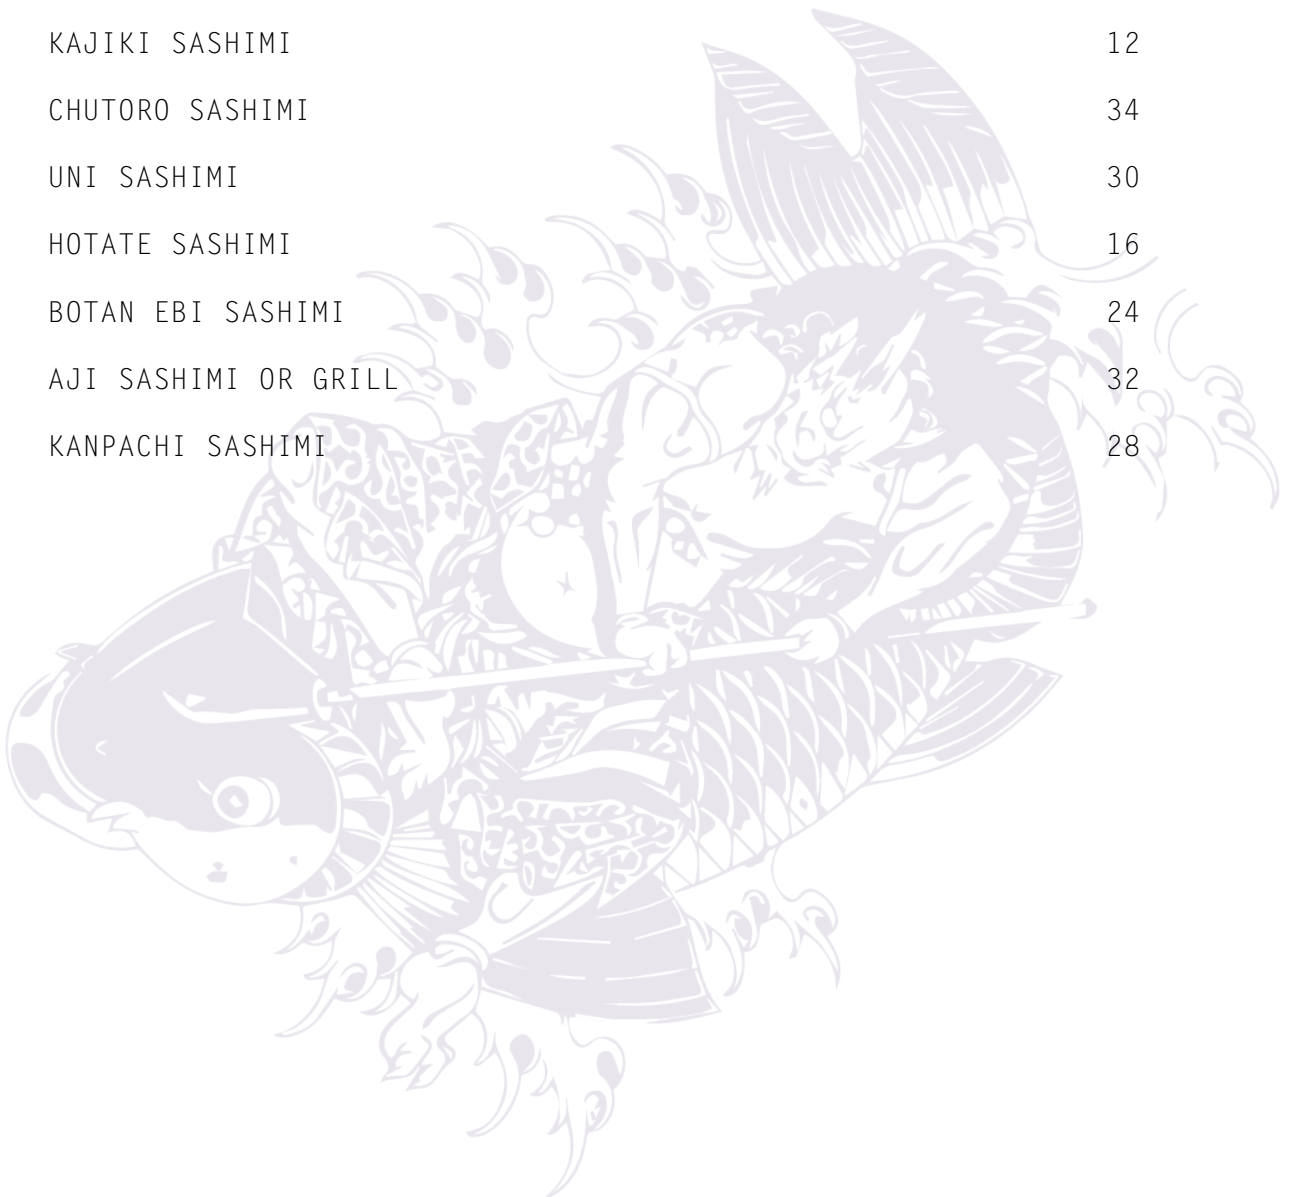 KAJIKI SASHIMI 12
CHUTORO SASHIMI 34
UNI SASHIMI 30
HOTATE SASHIMI 16
BOTAN EBI SASHIMI 24
AJI SASHIMI OR GRILL 32
KANPACHI SASHIMI 28